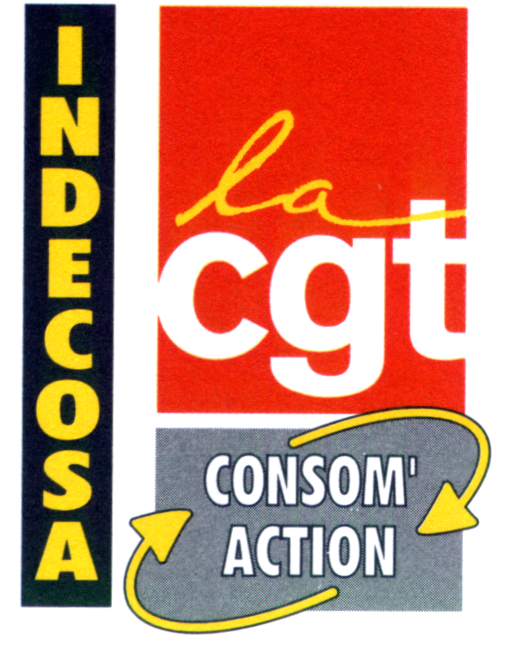 INDECOSA
la
cgt
CONSOM'
ACTION